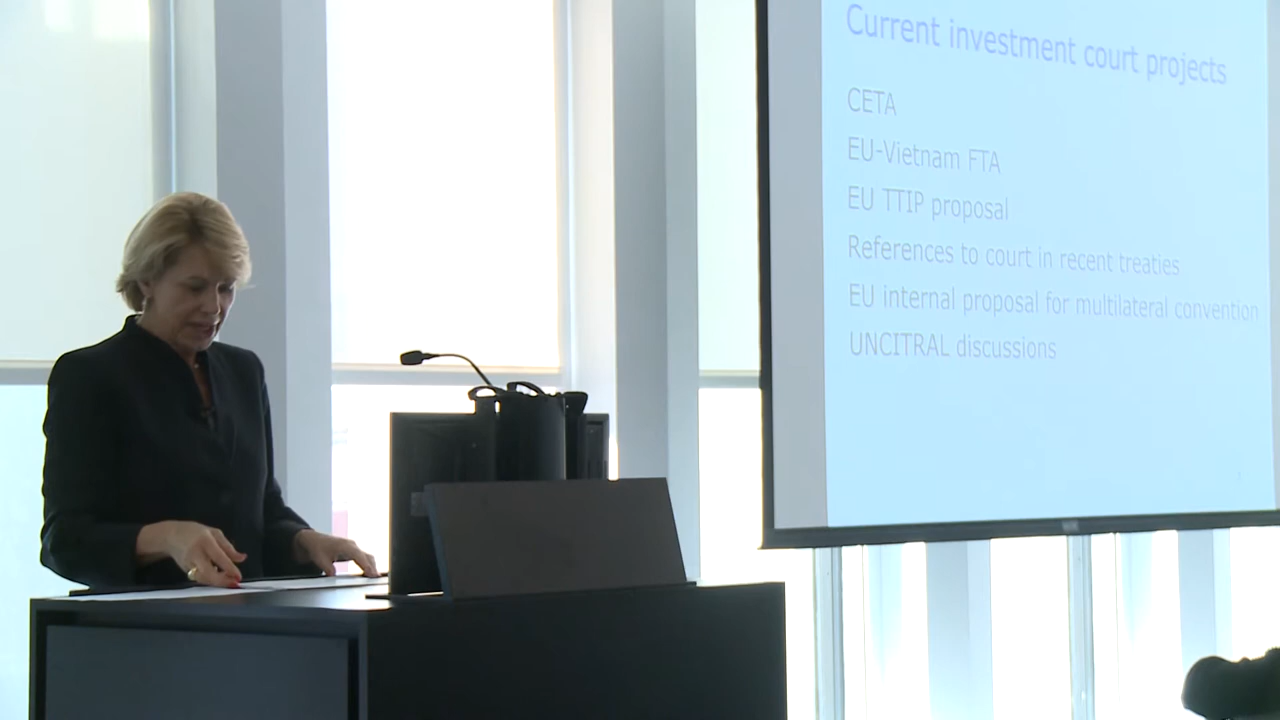 Current investment court projects
CETA
EU-Vietnam FTA
EU TTIP proposal
References to court in recent treaties
EU internal proposal for multilateral convention
UNCITRAL discussions